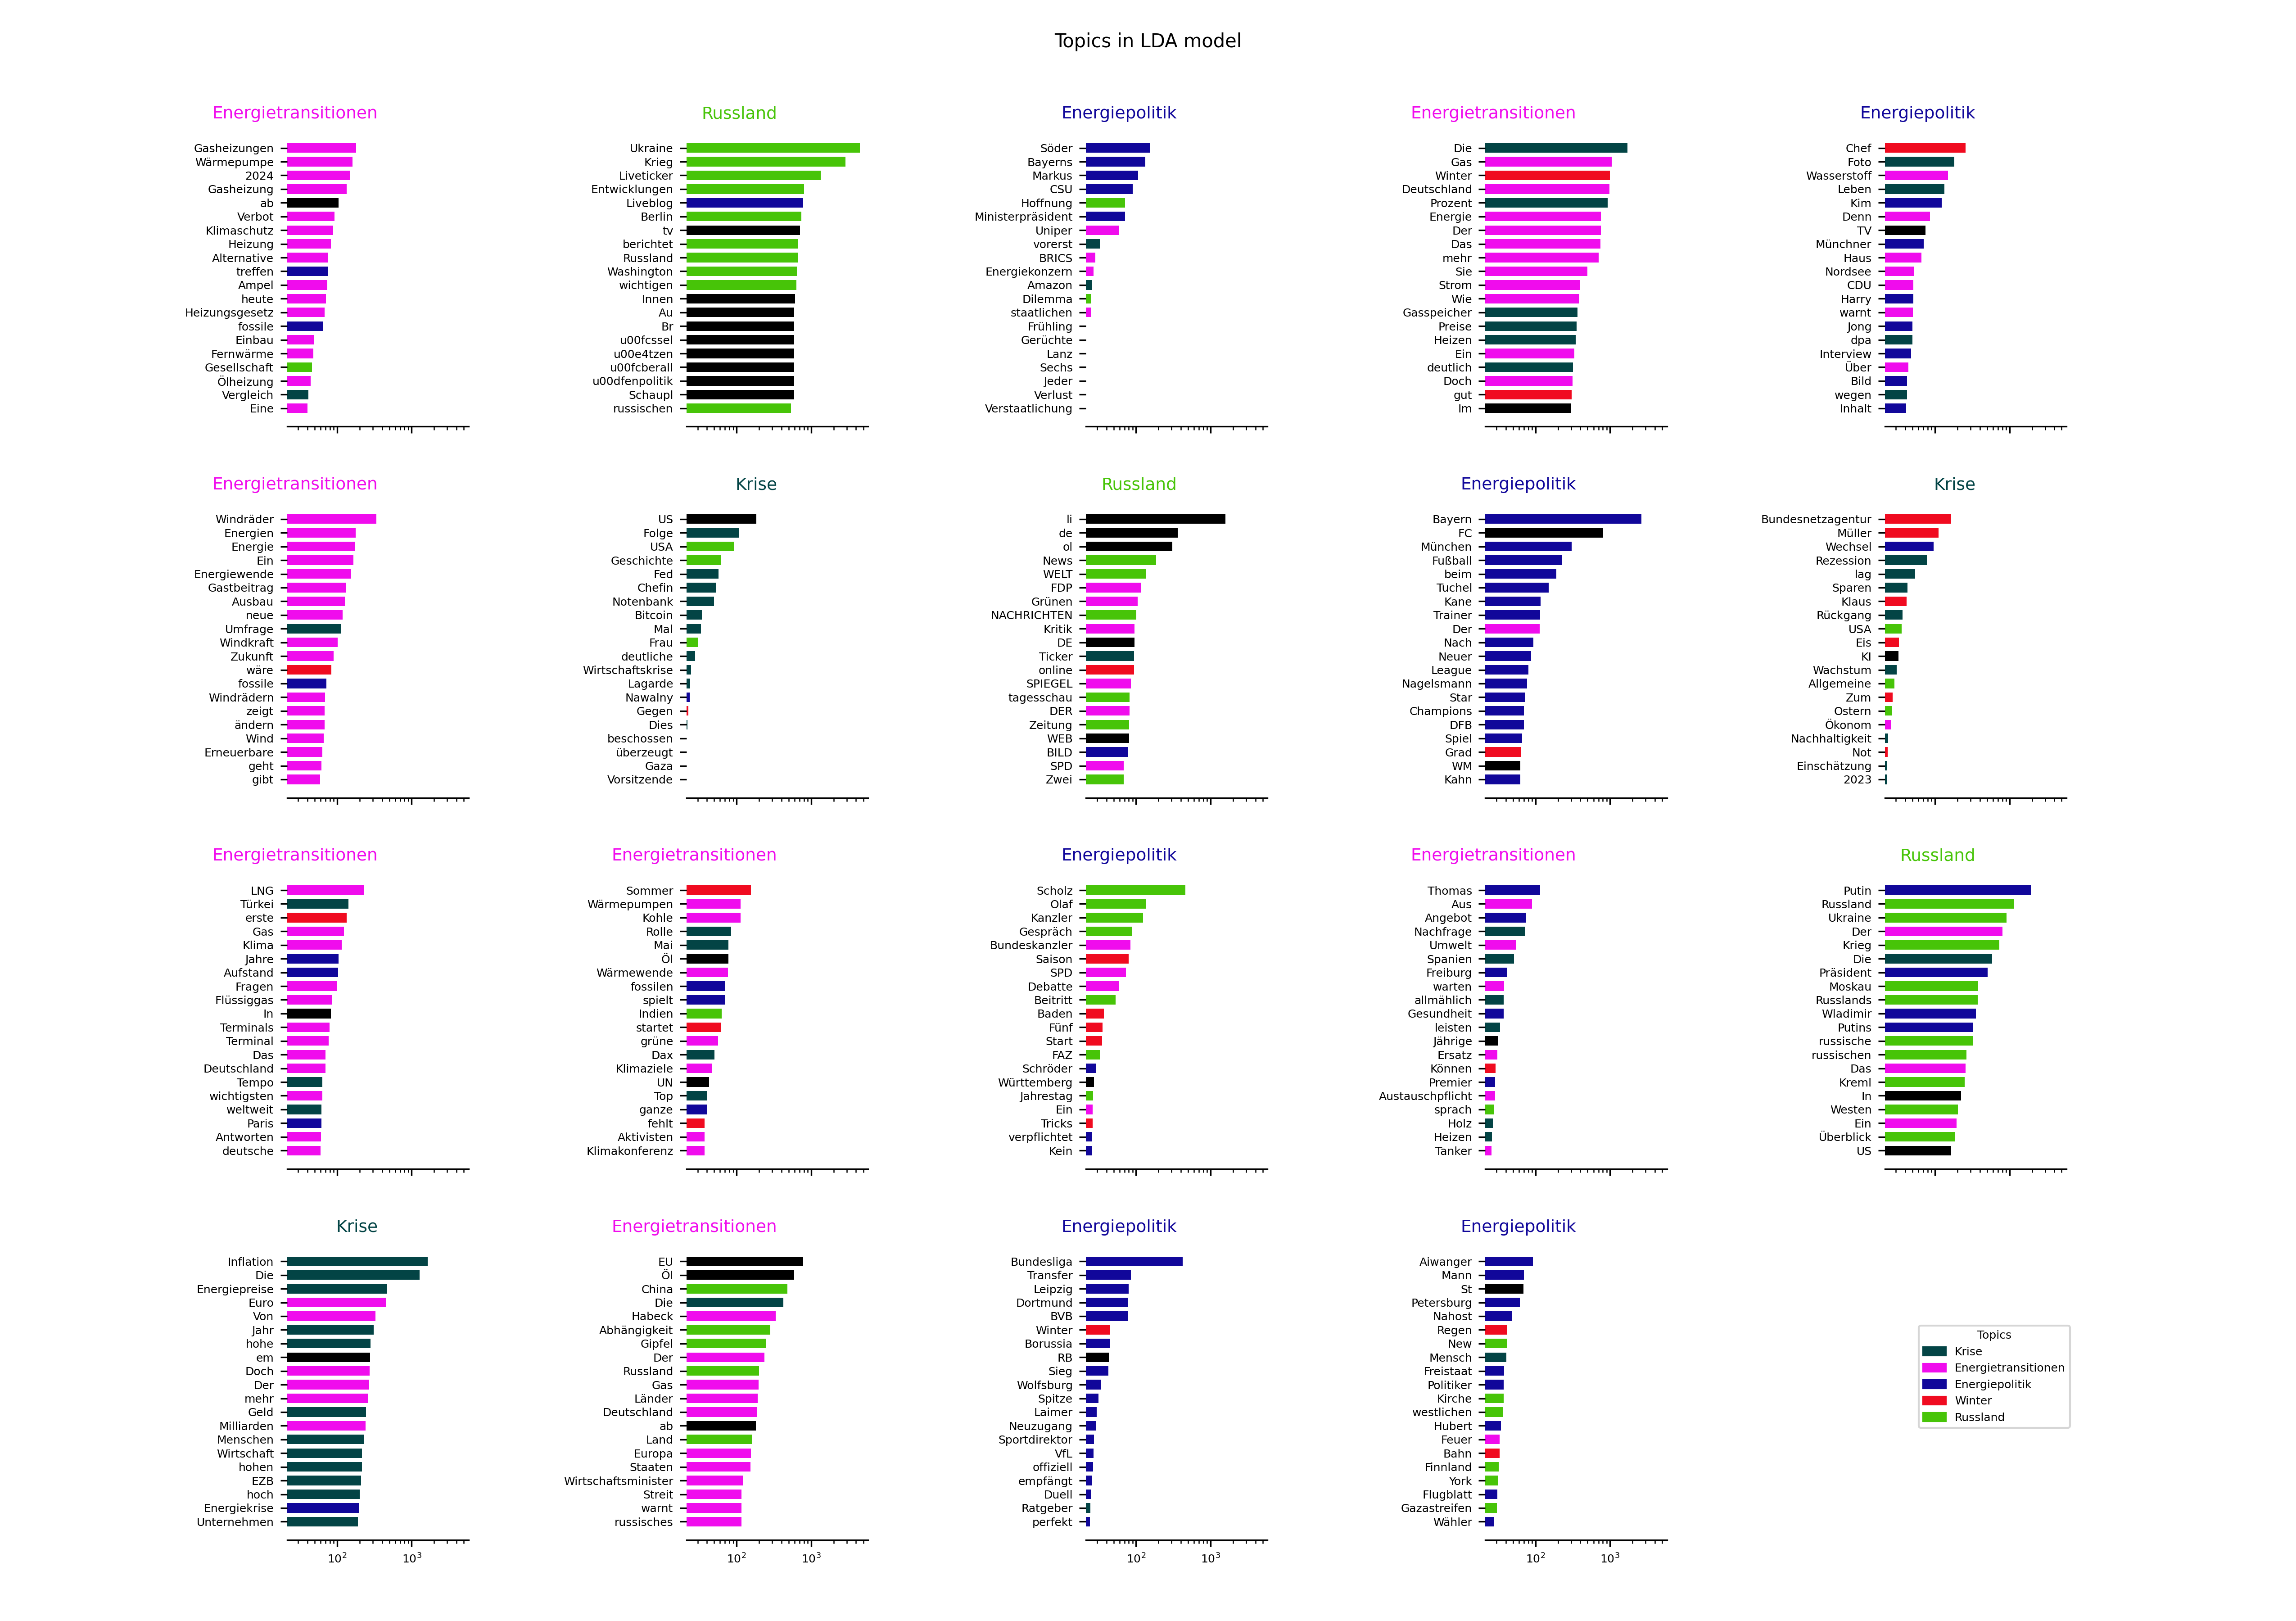 Topics in LDA model
Energietransitionen
Gasheizungen
Wärmepumpe
2024
Gasheizung
ab
Verbot
Klimaschutz
Heizung
Alternative
treffen
Ampel
heute
Heizungsgesetz
fossile
Einbau
Fernwärme
Gesellschaft
Ölheizung
Vergleich
Eine
Russland
Ukraine
Krieg
Liveticker
Entwicklungen
Liveblog
Berlin
tv
berichtet
Russland
Washington
wichtigen
Innen
Au
Br
u00fcssel
u00e4tzen
u00fcberall
u00dfenpolitik
Schaupl
russischen
Energiepolitik
Söder
Bayerns
Markus
CSU
Hoffnung
Ministerpräsident
Uniper
vorerst
BRICS
Energiekonzern
Amazon
Dilemma
staatlichen
Frühling
Gerüchte
Lanz
Sechs
Jeder
Verlust
Verstaatlichung
Energietransitionen
Die
Gas
Winter
Deutschland
Prozent
Energie
Der
Das
mehr
Sie
Strom
Wie
Gasspeicher
Preise
Heizen
Ein
deutlich
Doch
gut
Im
Energiepolitik
Chef
Foto
Wasserstoff
Leben
Kim
Denn
TV
Münchner
Haus
Nordsee
CDU
Harry
warnt
Jong
dpa
Interview
Über
Bild
wegen
Inhalt
Energietransitionen
Windräder
Energien
Energie
Ein
Energiewende
Gastbeitrag
Ausbau
neue
Umfrage
Windkraft
Zukunft
wäre
fossile
Windrädern
zeigt
ändern
Wind
Erneuerbare
geht
gibt
Krise
US
Folge
USA
Geschichte
Fed
Chefin
Notenbank
Bitcoin
Mal
Frau
deutliche
Wirtschaftskrise
Lagarde
Nawalny
Gegen
Dies
beschossen
überzeugt
Gaza
Vorsitzende
Russland
li
de
ol
News
WELT
FDP
Grünen
NACHRICHTEN
Kritik
DE
Ticker
online
SPIEGEL
tagesschau
DER
Zeitung
WEB
BILD
SPD
Zwei
Energiepolitik
Bayern
FC
München
Fußball
beim
Tuchel
Kane
Trainer
Der
Nach
Neuer
League
Nagelsmann
Star
Champions
DFB
Spiel
Grad
WM
Kahn
Krise
Bundesnetzagentur
Müller
Wechsel
Rezession
lag
Sparen
Klaus
Rückgang
USA
Eis
KI
Wachstum
Allgemeine
Zum
Ostern
Ökonom
Nachhaltigkeit
Not
Einschätzung
2023
Energietransitionen
LNG
Türkei
erste
Gas
Klima
Jahre
Aufstand
Fragen
Flüssiggas
In
Terminals
Terminal
Das
Deutschland
Tempo
wichtigsten
weltweit
Paris
Antworten
deutsche
Energietransitionen
Sommer
Wärmepumpen
Kohle
Rolle
Mai
Öl
Wärmewende
fossilen
spielt
Indien
startet
grüne
Dax
Klimaziele
UN
Top
ganze
fehlt
Aktivisten
Klimakonferenz
Energiepolitik
Scholz
Olaf
Kanzler
Gespräch
Bundeskanzler
Saison
SPD
Debatte
Beitritt
Baden
Fünf
Start
FAZ
Schröder
Württemberg
Jahrestag
Ein
Tricks
verpflichtet
Kein
Energietransitionen
Thomas
Aus
Angebot
Nachfrage
Umwelt
Spanien
Freiburg
warten
allmählich
Gesundheit
leisten
Jährige
Ersatz
Können
Premier
Austauschpflicht
sprach
Holz
Heizen
Tanker
Russland
Putin
Russland
Ukraine
Der
Krieg
Die
Präsident
Moskau
Russlands
Wladimir
Putins
russische
russischen
Das
Kreml
In
Westen
Ein
Überblick
US
Krise
Inflation
Die
Energiepreise
Euro
Von
Jahr
hohe
em
Doch
Der
mehr
Geld
Milliarden
Menschen
Wirtschaft
hohen
EZB
hoch
Energiekrise
Unternehmen
10² 10³
Energietransitionen
EU
Öl
China
Die
Habeck
Abhängigkeit
Gipfel
Der
Russland
Gas
Länder
Deutschland
ab
Land
Europa
Staaten
Wirtschaftsminister
Streit
warnt
russisches
10² 10³
Energiepolitik
Bundesliga
Transfer
Leipzig
Dortmund
BVB
Winter
Borussia
RB
Sieg
Wolfsburg
Spitze
Laimer
Neuzugang
Sportdirektor
VfL
offiziell
empfängt
Duell
Ratgeber
perfekt
10² 10³
Energiepolitik
Aiwanger
Mann
St
Petersburg
Nahost
Regen
New
Mensch
Freistaat
Politiker
Kirche
westlichen
Hubert
Feuer
Bahn
Finnland
York
Flugblatt
Gazastreifen
Wähler
10² 10³
Topics
Krise
Energietransitionen
Energiepolitik
Winter
Russland